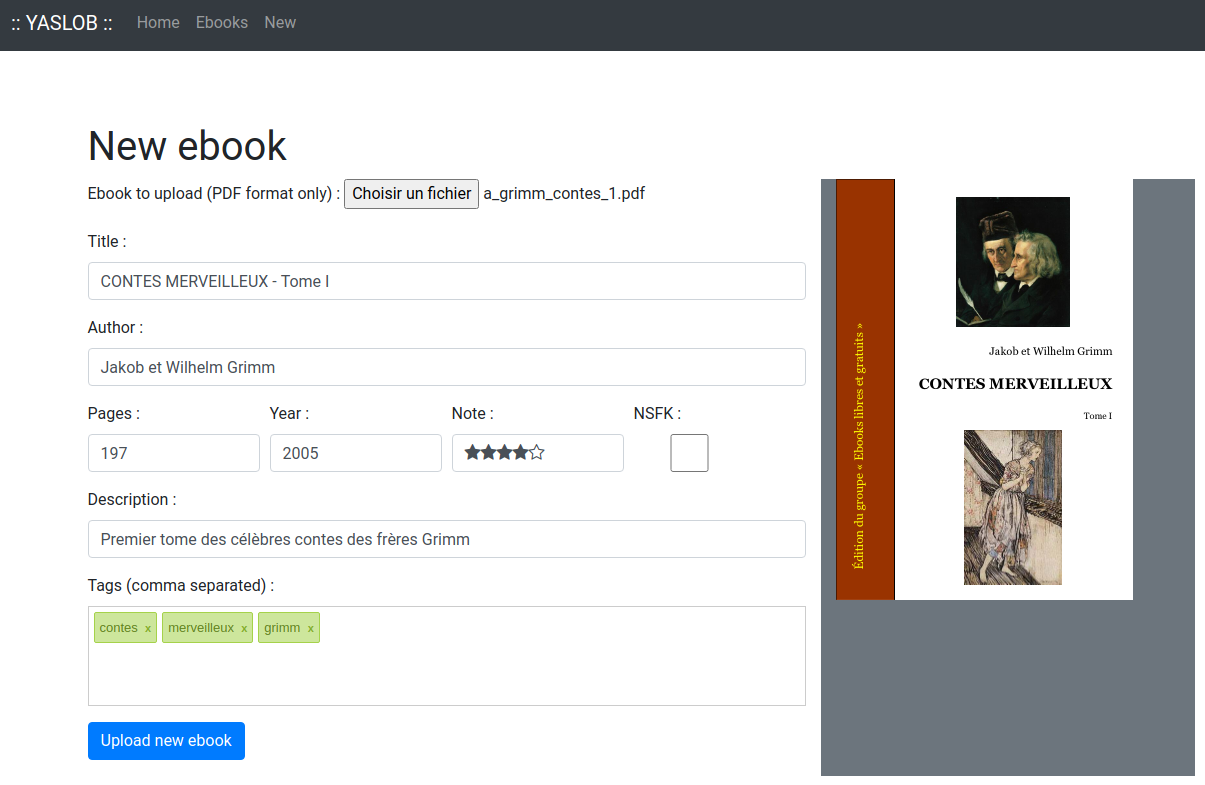 :: YASLOB :: Home Ebooks New
New ebook
Ebook to upload (PDF format only) : Choisir un fichier a_grimm_contes_1.pdf
Title :
CONTES MERVEILLEUX - Tome I
Author :
Jakob et Wilhelm Grimm
Pages : Year : Note : NSFK :
197 2005 ★★★★☆
Description :
Premier tome des célèbres contes des frères Grimm
Tags (comma separated) :
contes x merveilleux x grimm x
Upload new ebook
Édition du groupe « Ebooks libres et gratuits »
Jakob et Wilhelm Grimm
CONTES MERVEILLEUX
Tome I